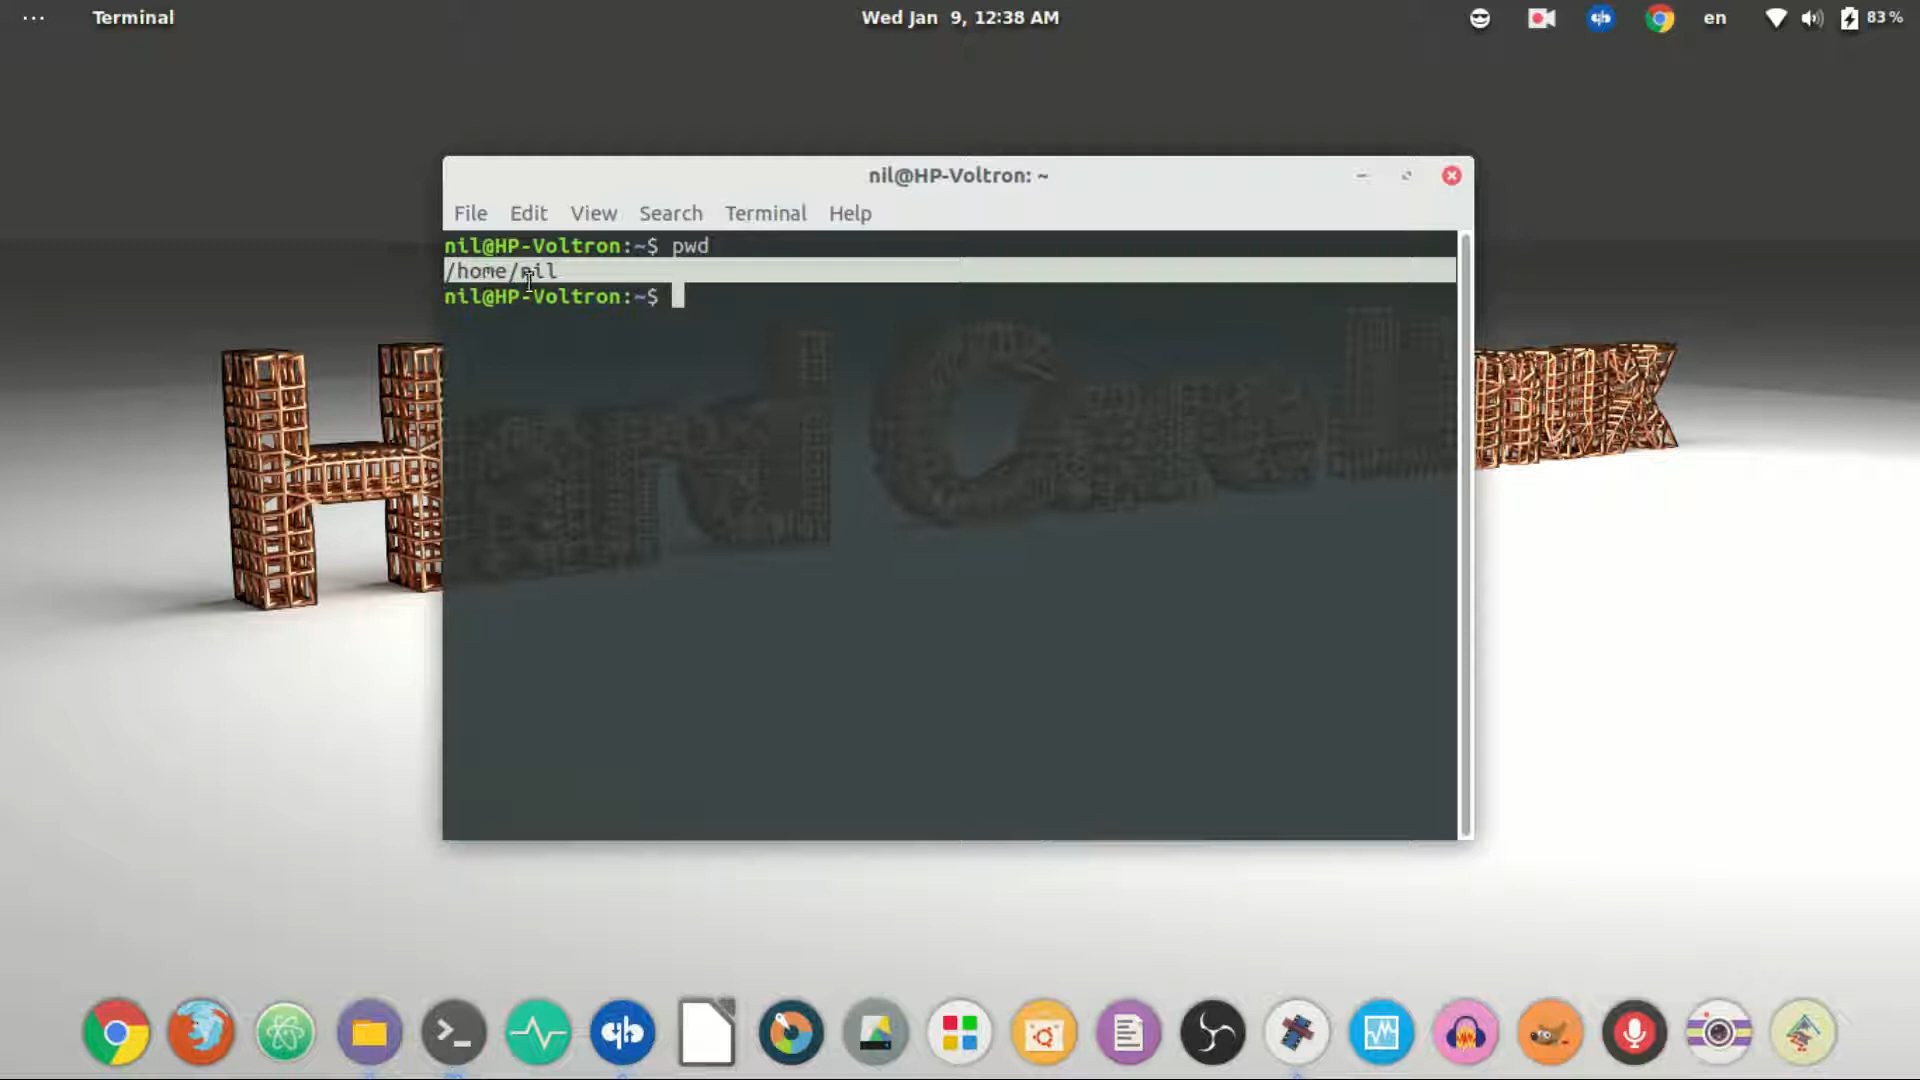 Terminal
Wed Jan 9, 12:38 AM
en
83 %
nil@HP-Voltron: ~
File Edit View Search Terminal Help
nil@HP-Voltron:~$ pwd
/home/nil
nil@HP-Voltron:~$
qb